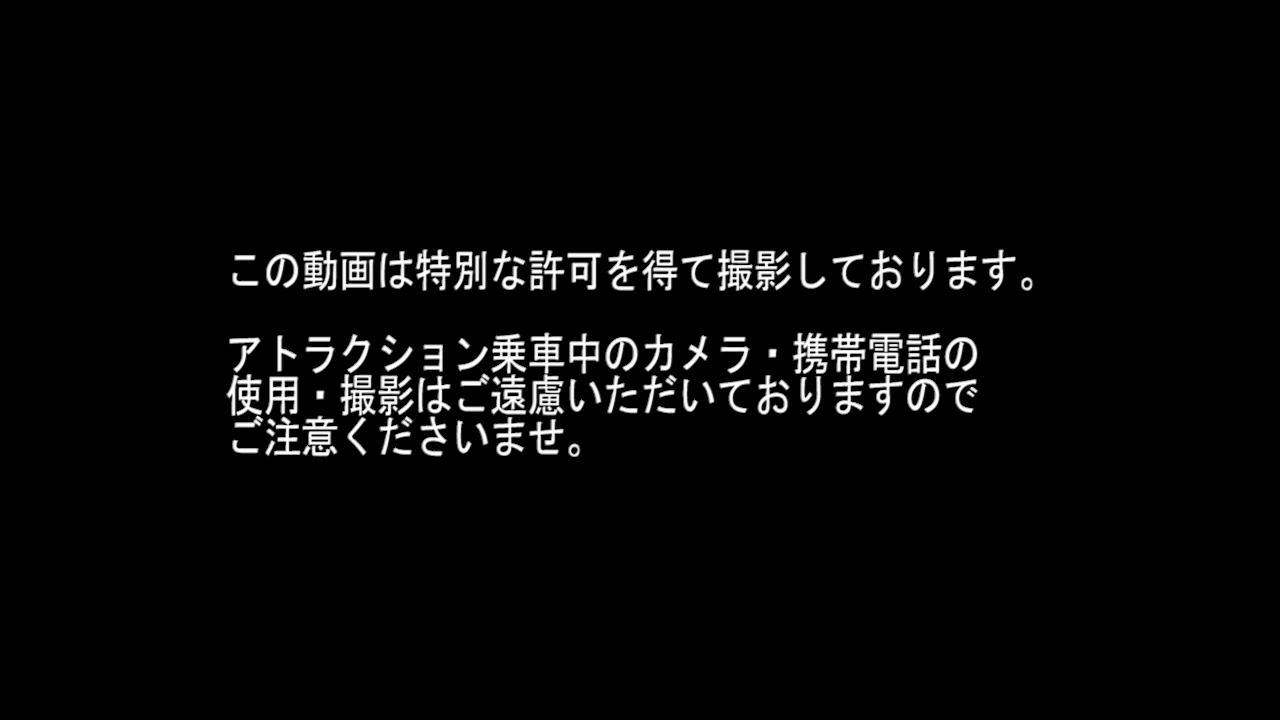 この動画は特別な許可を得て撮影しております。
アトラクション乗車中のカメラ・携帯電話の
使用・撮影はご遠慮いただいておりますので
ご注意くださいませ。